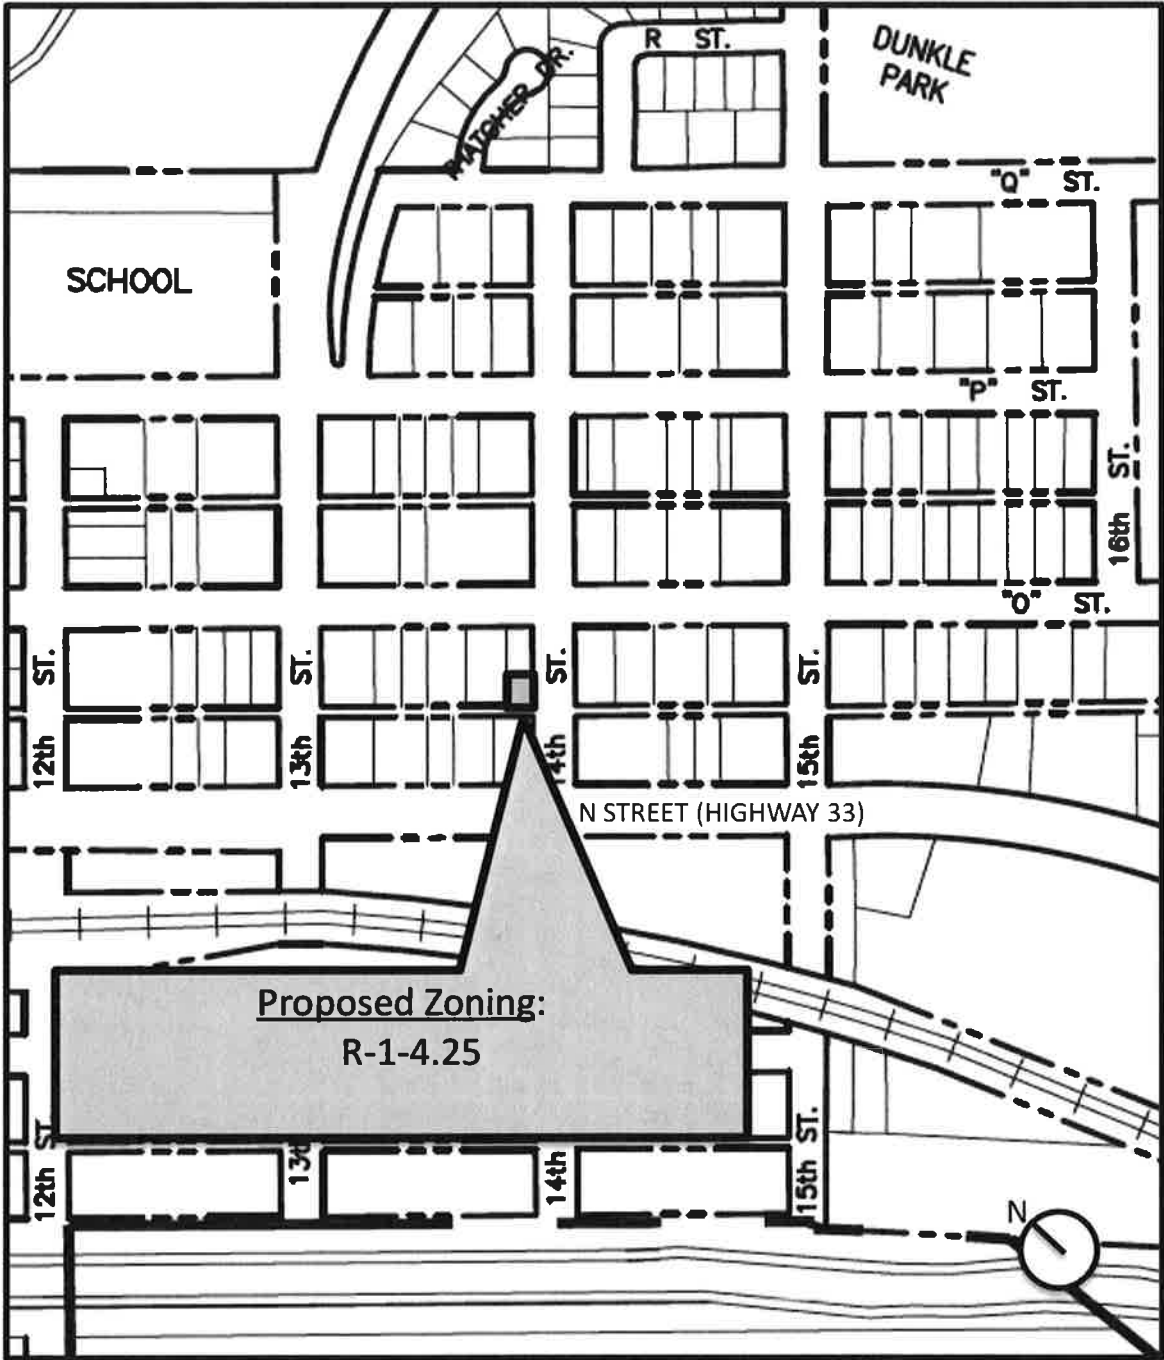 R ST.
DUNKLE
PARK
THATCHER DR.
"Q" ST.
SCHOOL
"P" ST.
16th ST.
"O" ST.
12th ST.
13th ST.
14th ST.
15th ST.
N STREET (HIGHWAY 33)
Proposed Zoning:
R-1-4.25
12th ST.
13t
14th
15th ST.
N